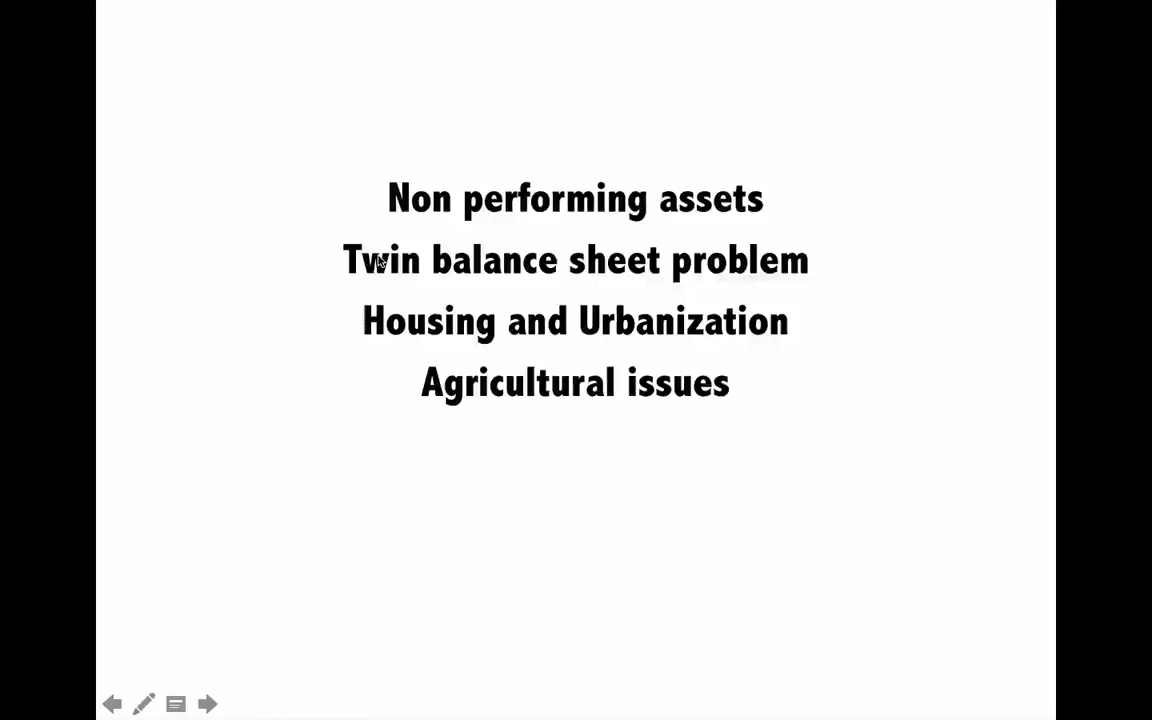 Non performing assets
Twin balance sheet problem
Housing and Urbanization
Agricultural issues